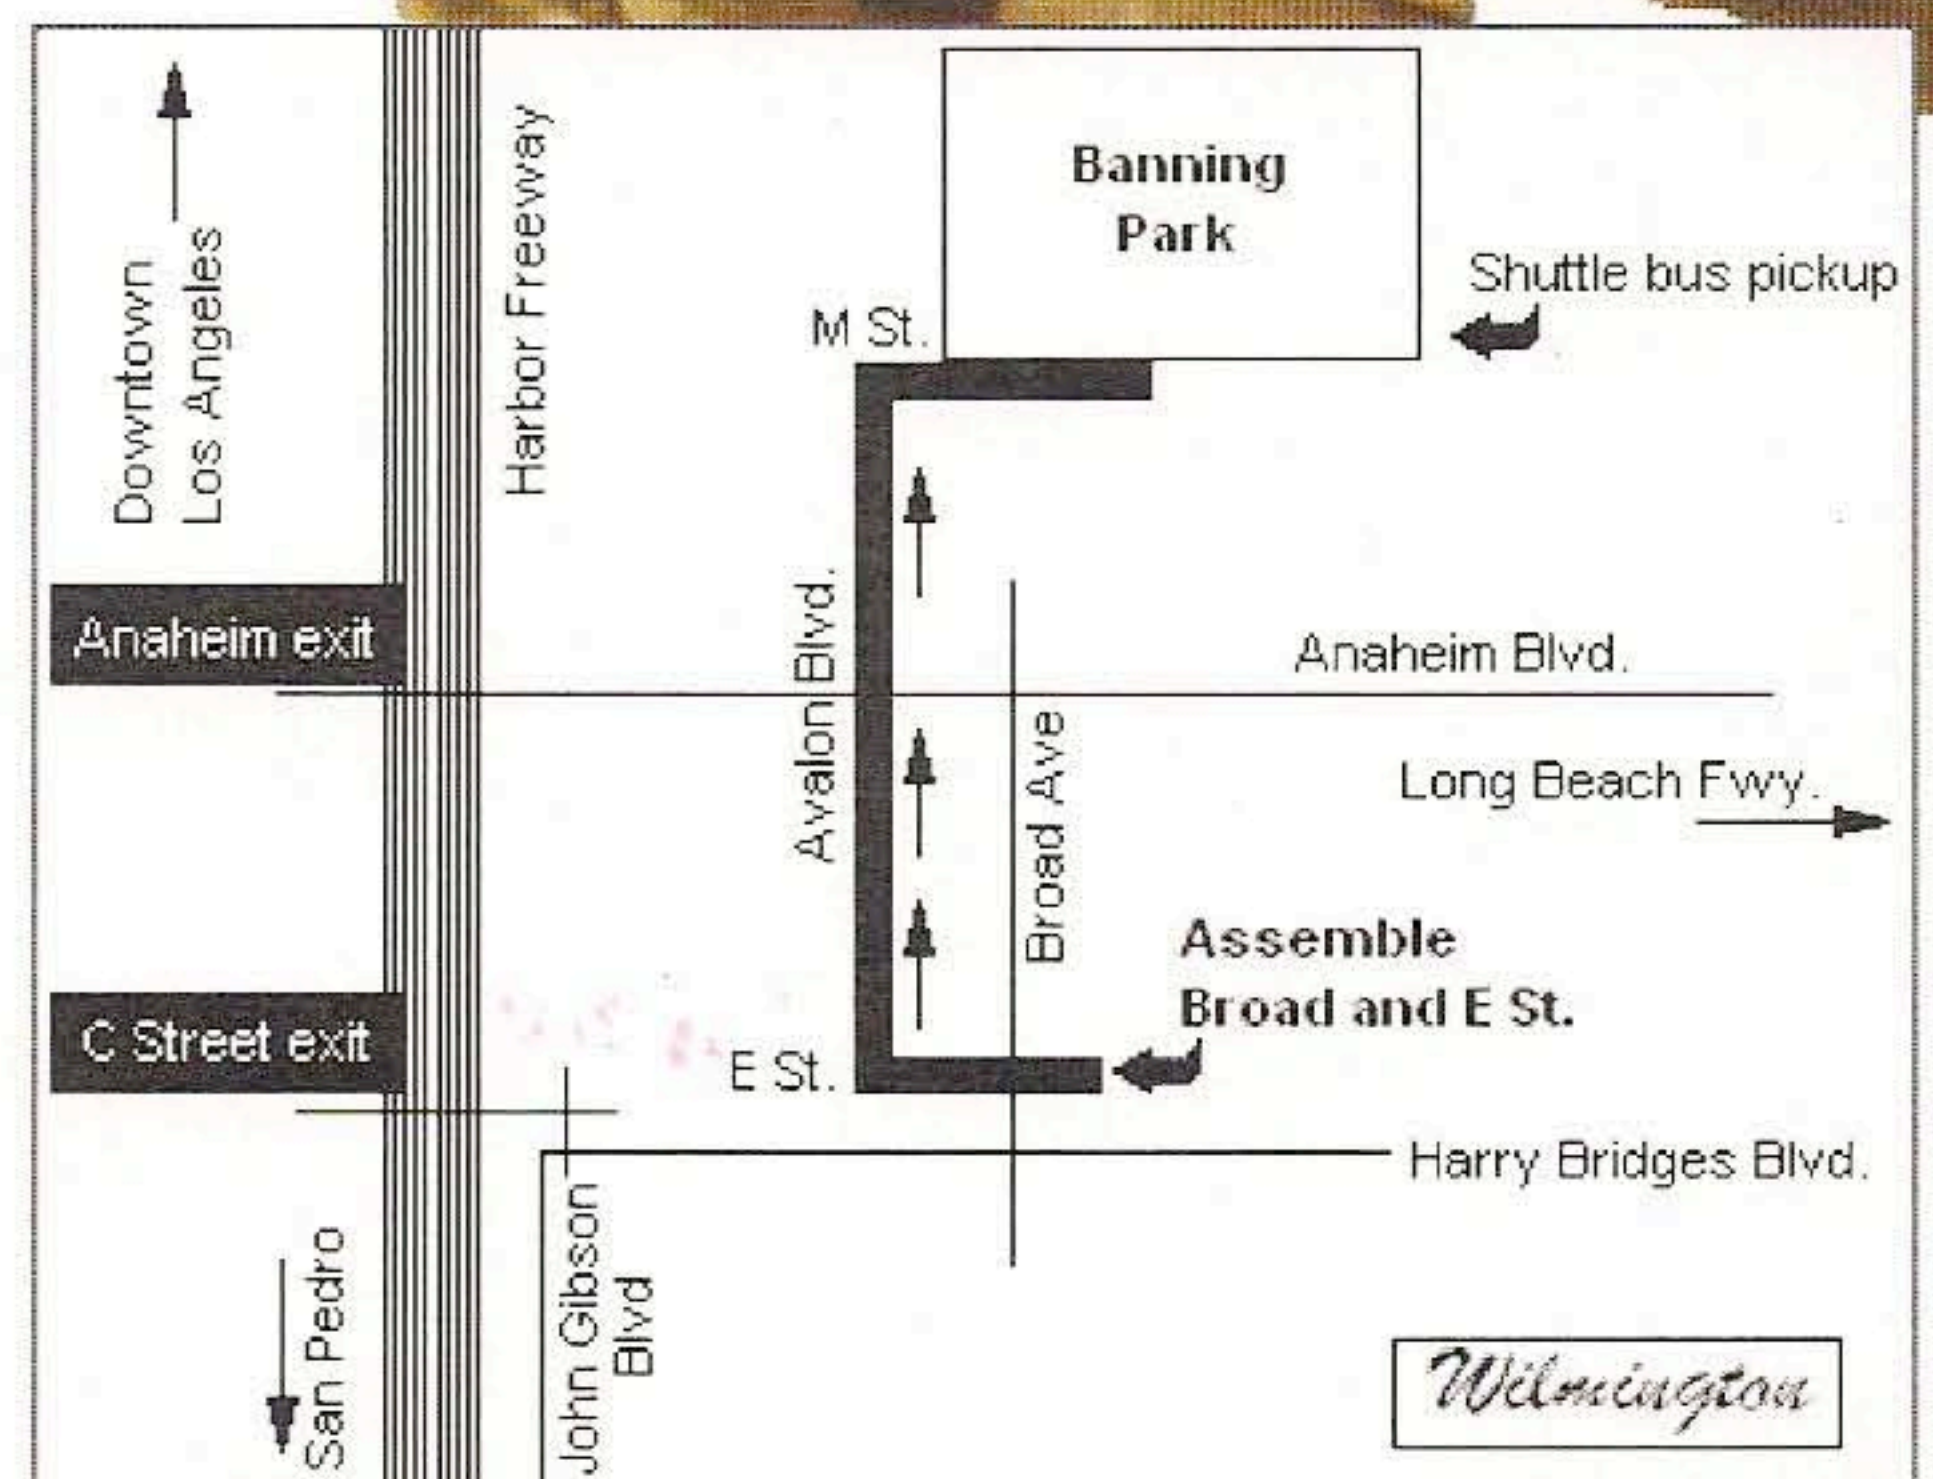 Downtown
Los Angeles
Harbor Freeway
Banning
Park
Shuttle bus pickup
M St.
Anaheim exit
Avalon Blvd.
Anaheim Blvd.
Broad Ave
Long Beach Fwy.
Assemble
Broad and E St.
C Street exit
E St.
Harry Bridges Blvd.
San Pedro
John Gibson
Blvd
Wilmington